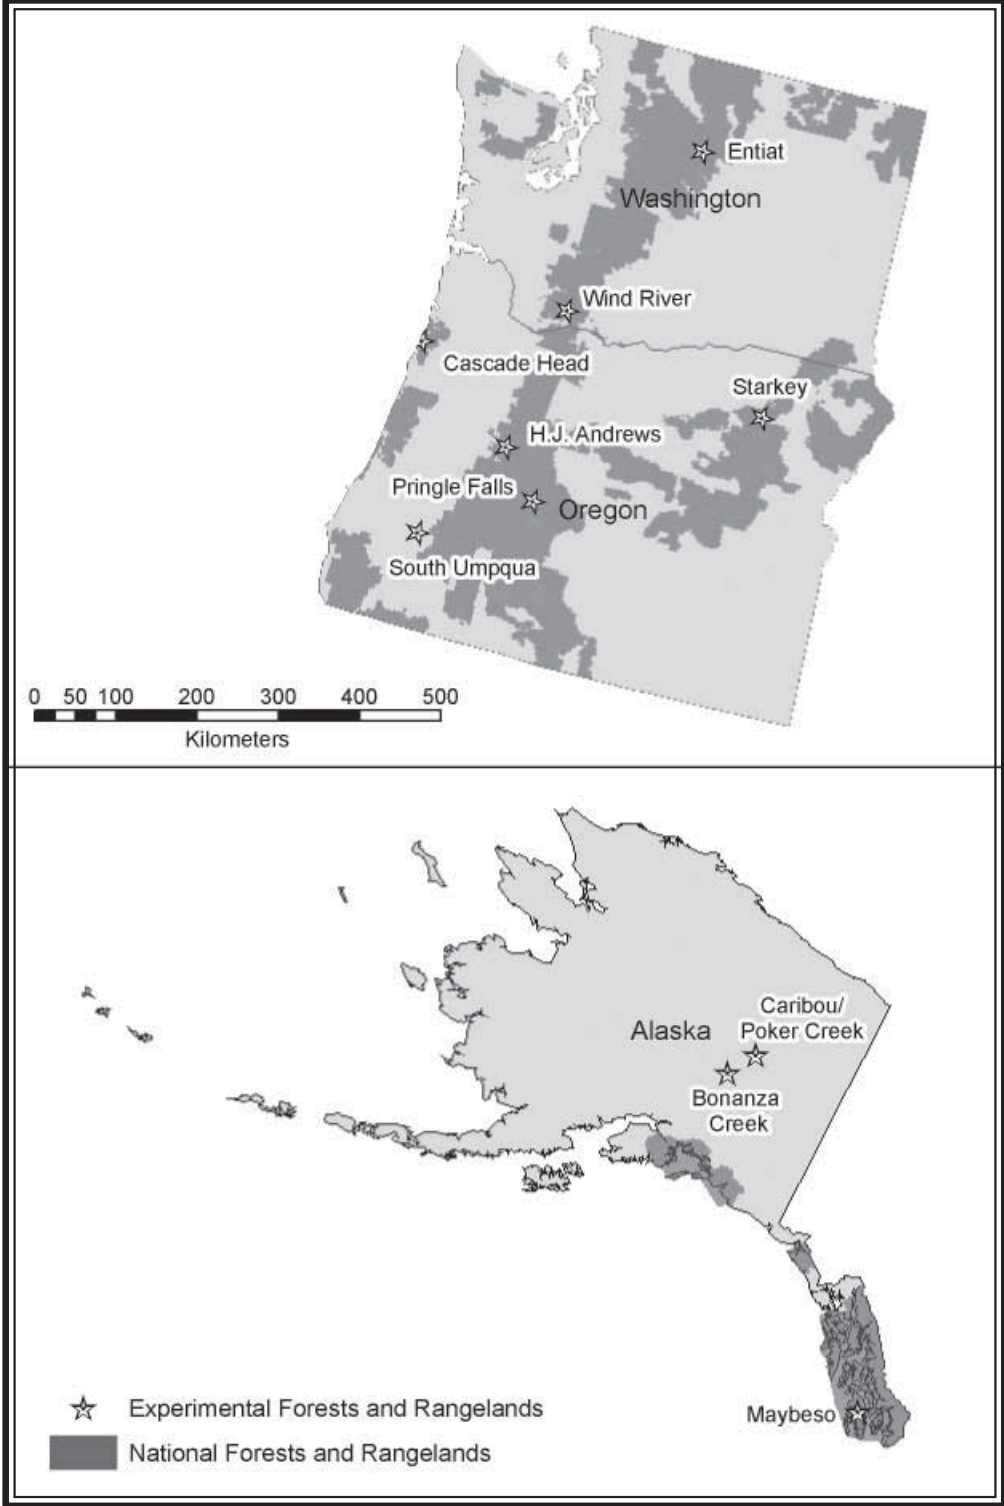 Entiat
Washington
Wind River
Cascade Head
Starkey
H.J. Andrews
Pringle Falls
Oregon
South Umpqua
0 50 100 200 300 400 500
Kilometers
Caribou/
Poker Creek
Alaska
Bonanza
Creek
Maybeso
Experimental Forests and Rangelands
National Forests and Rangelands